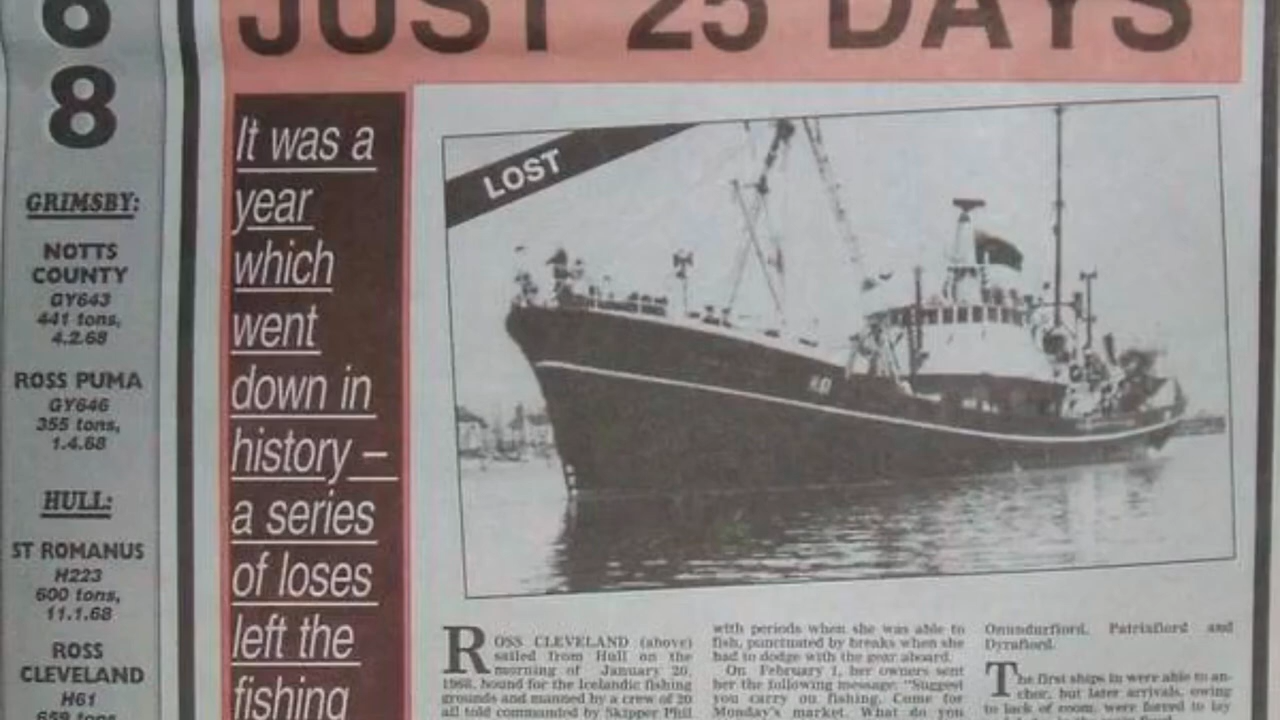 6
8
GRIMSBY:
NOTTS
COUNTY
GY643
441 tons,
4.2.68
ROSS PUMA
GY646
355 tons,
1.4.68
HULL:
ST ROMANUS
H223
600 tons,
11.1.68
ROSS
CLEVELAND
H61
659 tons
JUST 25 DAYS
It was a
year
which
went
down in
history –
a series
of loses
left the
fishing
LOST
ROSS CLEVELAND (above)
sailed from Hull on the
morning of January 20,
1968, bound for the Icelandic fishing
grounds and manned by a crew of 20
all told commanded by Skipper Phil
with periods when she was able to
fish, punctuated by breaks when she
had to dodge with the gear aboard.
On February 1, her owners sent
her the following message: "Suggest
you carry on fishing. Come for
Monday's market. What do you
Onundurfiord, Patrixfiord and
Dyrafiord.
The first ships in were able to an-
chor, but later arrivals, owing
to lack of room, were forced to lay